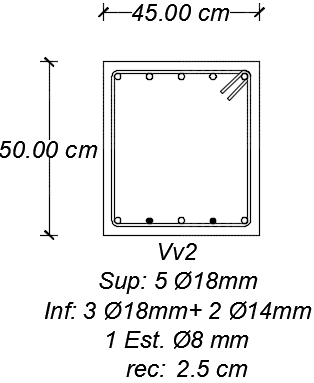 45.00 cm
50.00 cm
Vv2
Sup: 5 Ø18mm
Inf: 3 Ø18mm+ 2 Ø14mm
1 Est. Ø8 mm
rec: 2.5 cm